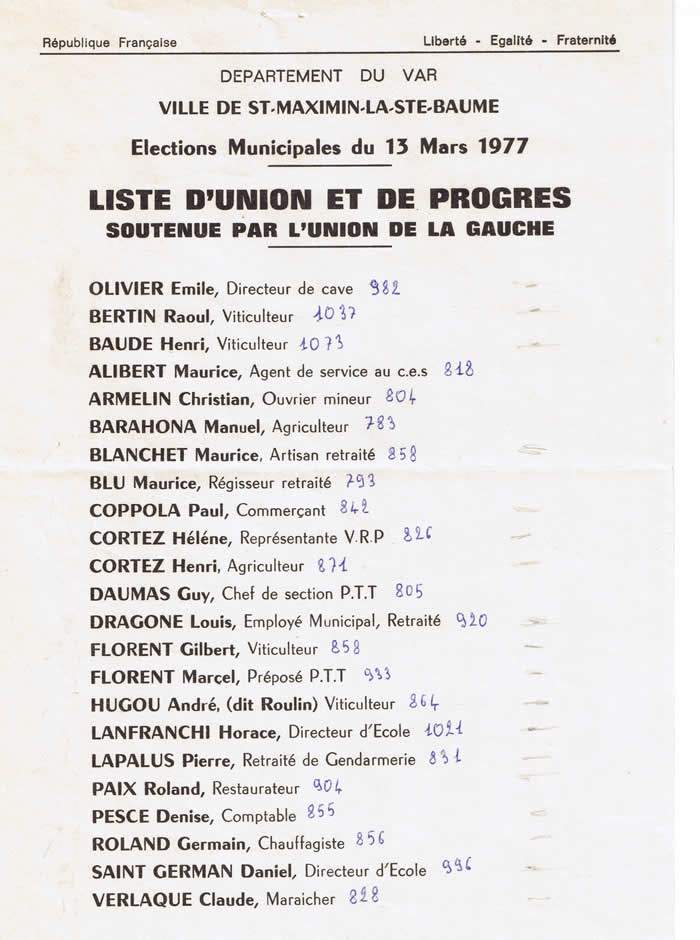 République Française Liberté - Egalité - Fraternité
DEPARTEMENT DU VAR
VILLE DE ST-MAXIMIN-LA-STE-BAUME
Elections Municipales du 13 Mars 1977
LISTE D'UNION ET DE PROGRES
SOUTENUE PAR L'UNION DE LA GAUCHE
OLIVIER Emile, Directeur de cave 982
BERTIN Raoul, Viticulteur 1037
BAUDE Henri, Viticulteur 1073
ALIBERT Maurice, Agent de service au c.e.s 818
ARMELIN Christian, Ouvrier mineur 804
BARAHONA Manuel, Agriculteur 783
BLANCHET Maurice, Artisan retraité 858
BLU Maurice, Régisseur retraité 793
COPPOLA Paul, Commerçant 842
CORTEZ Héléne, Représentante V.R.P 826
CORTEZ Henri, Agriculteur 871
DAUMAS Guy, Chef de section P.T.T 805
DRAGONE Louis, Employé Municipal, Retraité 920
FLORENT Gilbert, Viticulteur 858
FLORENT Marçel, Préposé P.T.T 933
HUGOU André, (dit Roulin) Viticulteur 864
LANFRANCHI Horace, Directeur d'Ecole 1021
LAPALUS Pierre, Retraité de Gendarmerie 831
PAIX Roland, Restaurateur 904
PESCE Denise, Comptable 855
ROLAND Germain, Chauffagiste 856
SAINT GERMAN Daniel, Directeur d'Ecole 996
VERLAQUE Claude, Maraicher 828